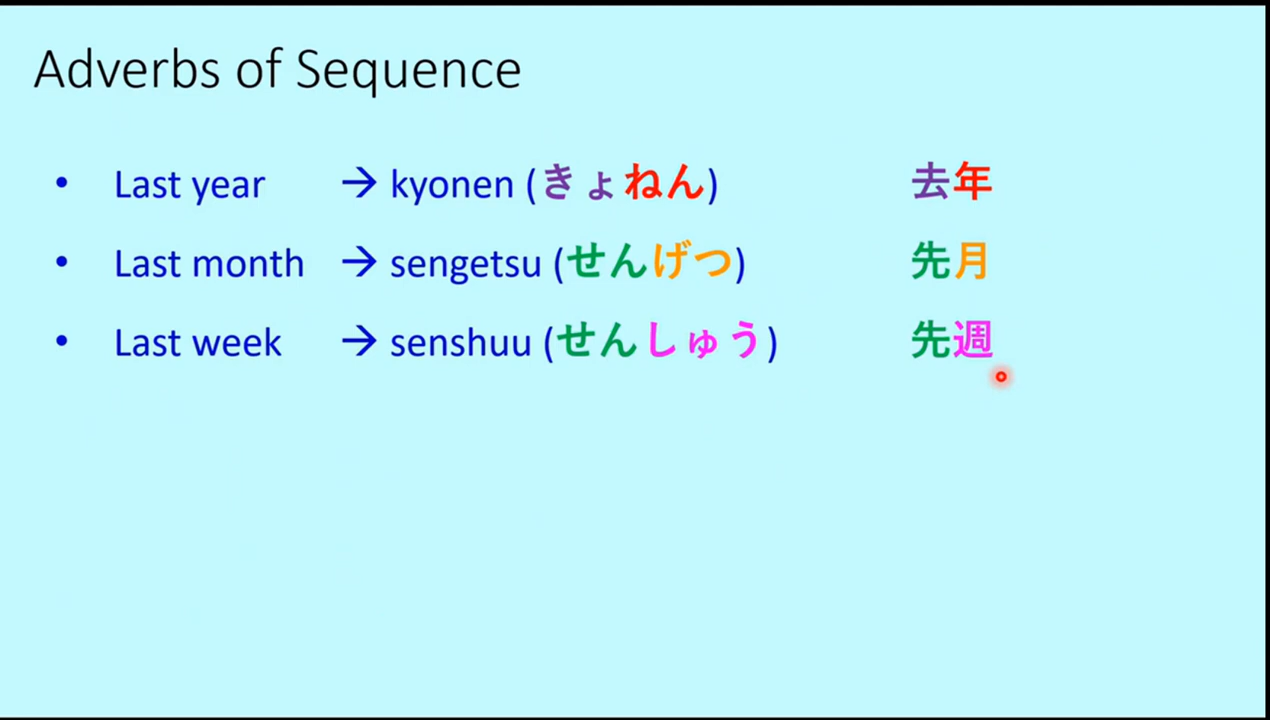 Adverbs of Sequence
• Last year → kyonen (きょねん) 去年
• Last month → sengetsu (せんげつ) 先月
• Last week → senshuu (せんしゅう) 先週